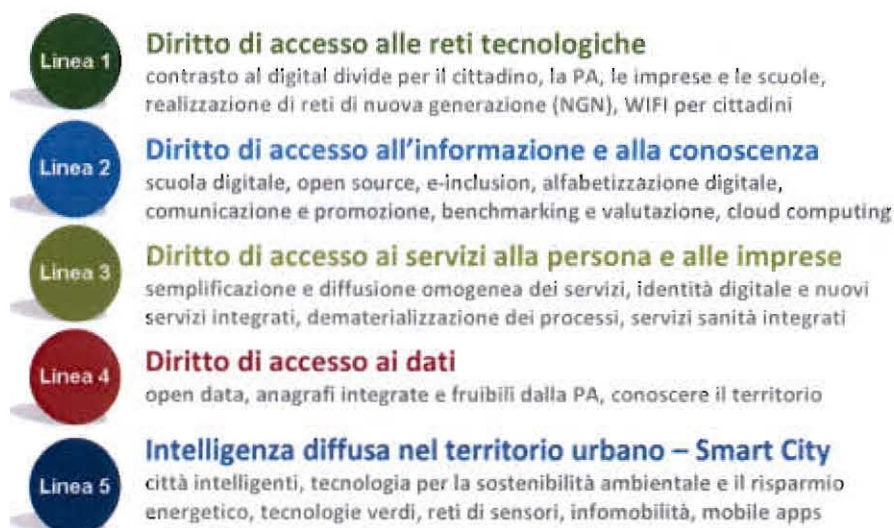 Linea 1
Diritto di accesso alle reti tecnologiche
contrasto al digital divide per il cittadino, la PA, le imprese e le scuole,
realizzazione di reti di nuova generazione (NGN), WIFI per cittadini
Linea 2
Diritto di accesso all'informazione e alla conoscenza
scuola digitale, open source, e-inclusion, alfabetizzazione digitale,
comunicazione e promozione, benchmarking e valutazione, cloud computing
Linea 3
Diritto di accesso ai servizi alla persona e alle imprese
semplificazione e diffusione omogenea dei servizi, identità digitale e nuovi
servizi integrati, dematerializzazione dei processi, servizi sanità integrati
Linea 4
Diritto di accesso ai dati
open data, anagrafi integrate e fruibili dalla PA, conoscere il territorio
Linea 5
Intelligenza diffusa nel territorio urbano – Smart City
città intelligenti, tecnologia per la sostenibilità ambientale e il risparmio
energetico, tecnologie verdi, reti di sensori, infomobilità, mobile apps